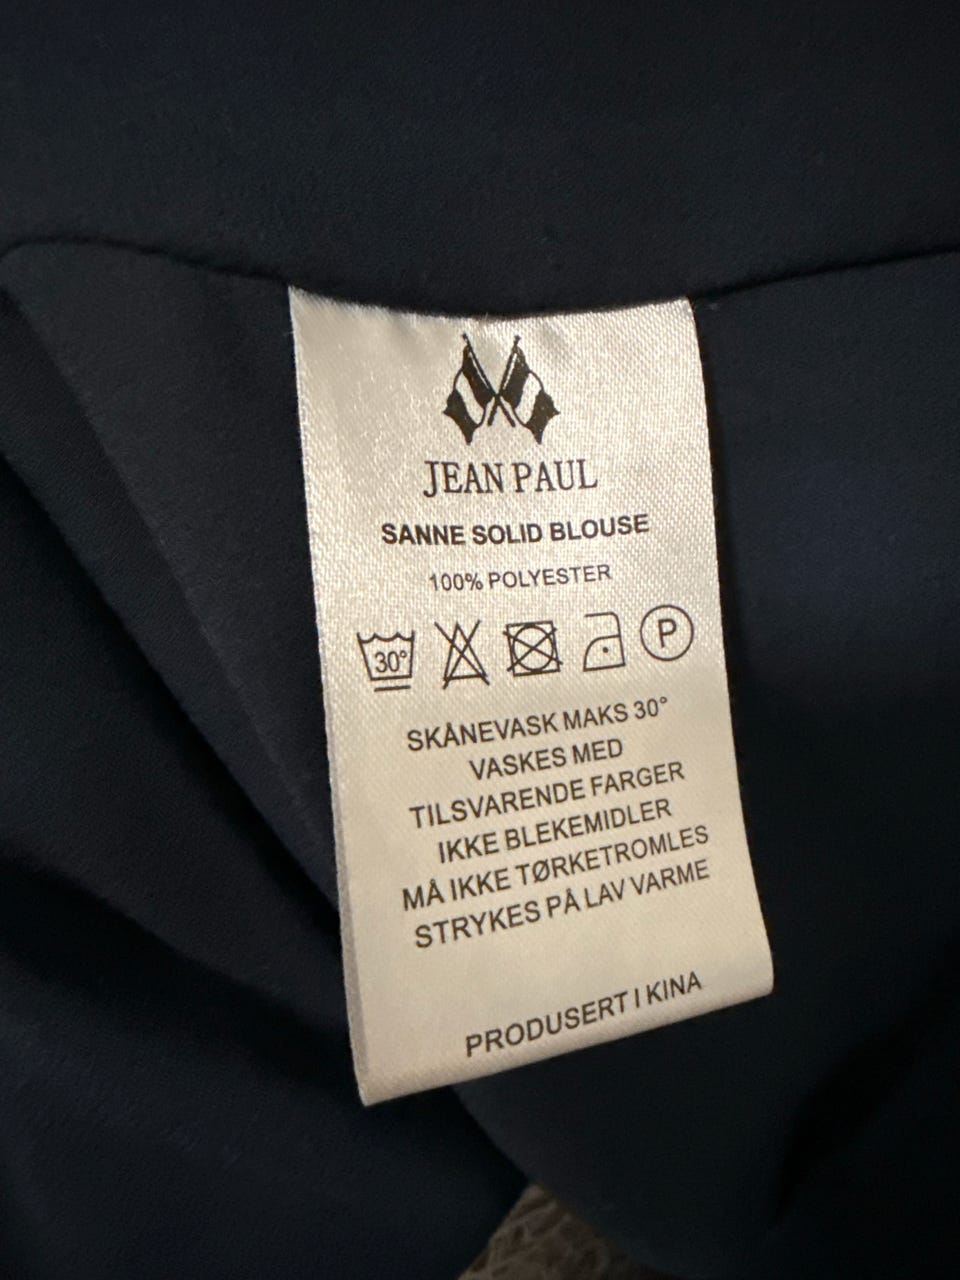 JEAN PAUL
SANNE SOLID BLOUSE
100% POLYESTER
30° P
SKÅNEVASK MAKS 30°
VASKES MED
TILSVARENDE FARGER
IKKE BLEKEMIDLER
MÅ IKKE TØRKETROMLES
STRYKES PÅ LAV VARME
PRODUSERT I KINA